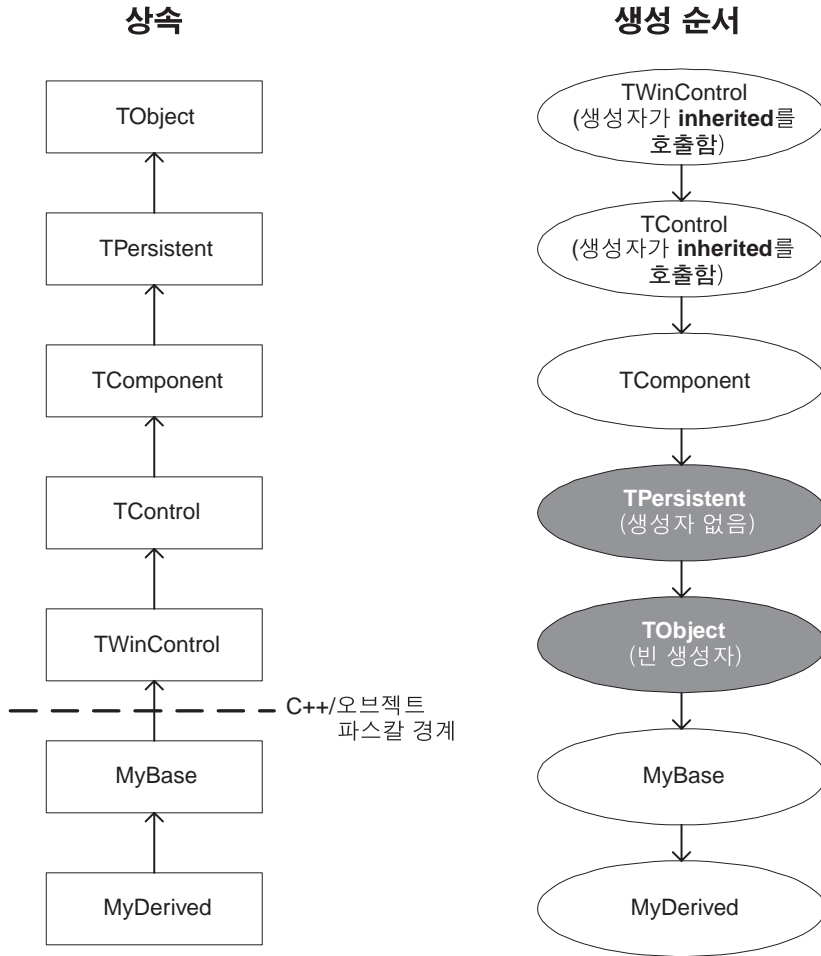 상속
TObject
TPersistent
TComponent
TControl
TWinControl
C++/오브젝트
파스칼 경계
MyBase
MyDerived
생성 순서
TWinControl
(생성자가 inherited를
호출함)
TControl
(생성자가 inherited를
호출함)
TComponent
TPersistent
(생성자 없음)
TObject
(빈 생성자)
MyBase
MyDerived